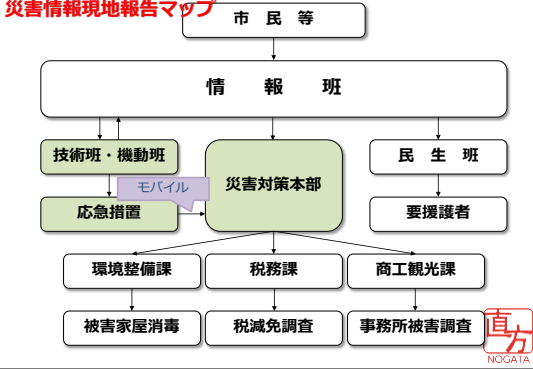 災害情報現地報告マップ
市 民 等
情 報 班
技術班・機動班
災害対策本部
民 生 班
モバイル
応急措置
要援護者
環境整備課
税務課
商工観光課
被害家屋消毒
税減免調査
事務所被害調査
直方
NOGATA